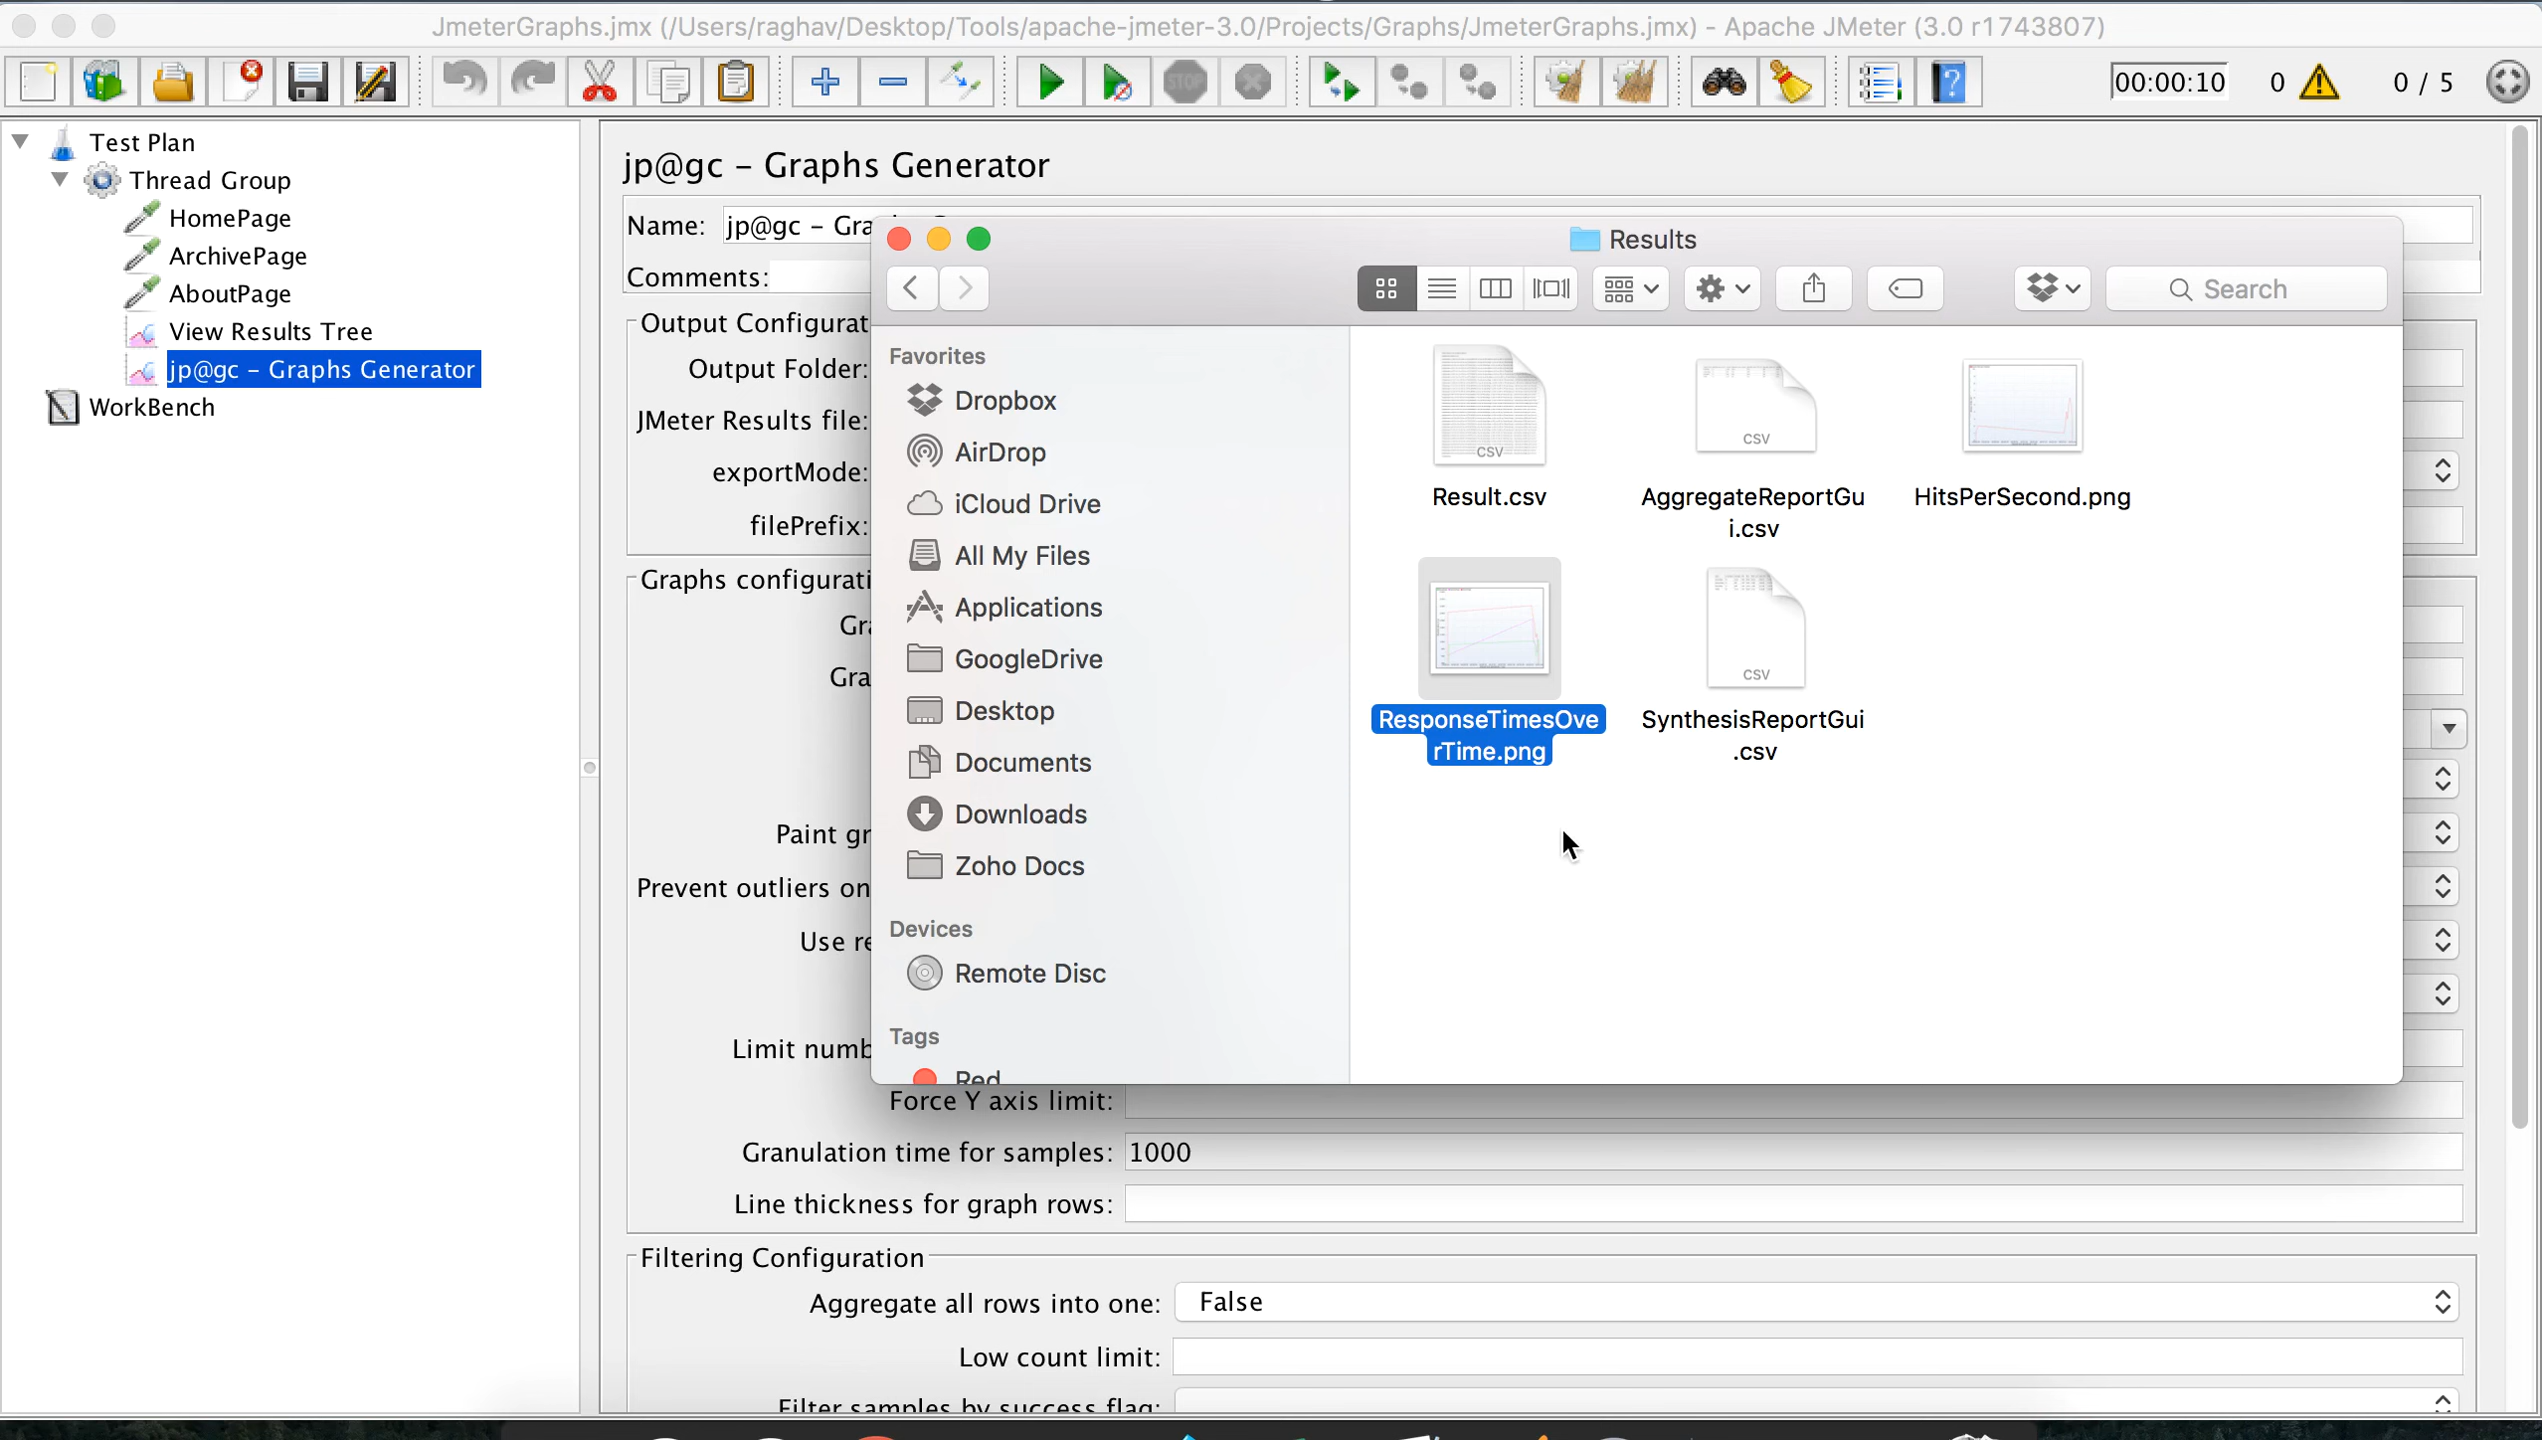 JmeterGraphs.jmx (/Users/raghav/Desktop/Tools/apache-jmeter-3.0/Projects/Graphs/JmeterGraphs.jmx) - Apache JMeter (3.0 r1743807)
STOP
00:00:10
0
0 / 5
Test Plan
Thread Group
HomePage
ArchivePage
AboutPage
View Results Tree
jp@gc - Graphs Generator
WorkBench
jp@gc - Graphs Generator
Name: jp@gc - Gra
Comments:
Output Configurat
Output Folder:
JMeter Results file:
exportMode:
filePrefix:
Graphs configurati
Gra
Gra
Paint gr
Prevent outliers on
Use re
Limit numb
Force Y axis limit:
Granulation time for samples: 1000
Line thickness for graph rows:
Filtering Configuration
Aggregate all rows into one: False
Low count limit:
Filter samples by success flag:
Results
Search
Favorites
Dropbox
AirDrop
iCloud Drive
All My Files
Applications
GoogleDrive
Desktop
Documents
Downloads
Zoho Docs
Devices
Remote Disc
Tags
Red
CSV
Result.csv
CSV
AggregateReportGu
i.csv
HitsPerSecond.png
ResponseTimesOve
rTime.png
CSV
SynthesisReportGui
.csv